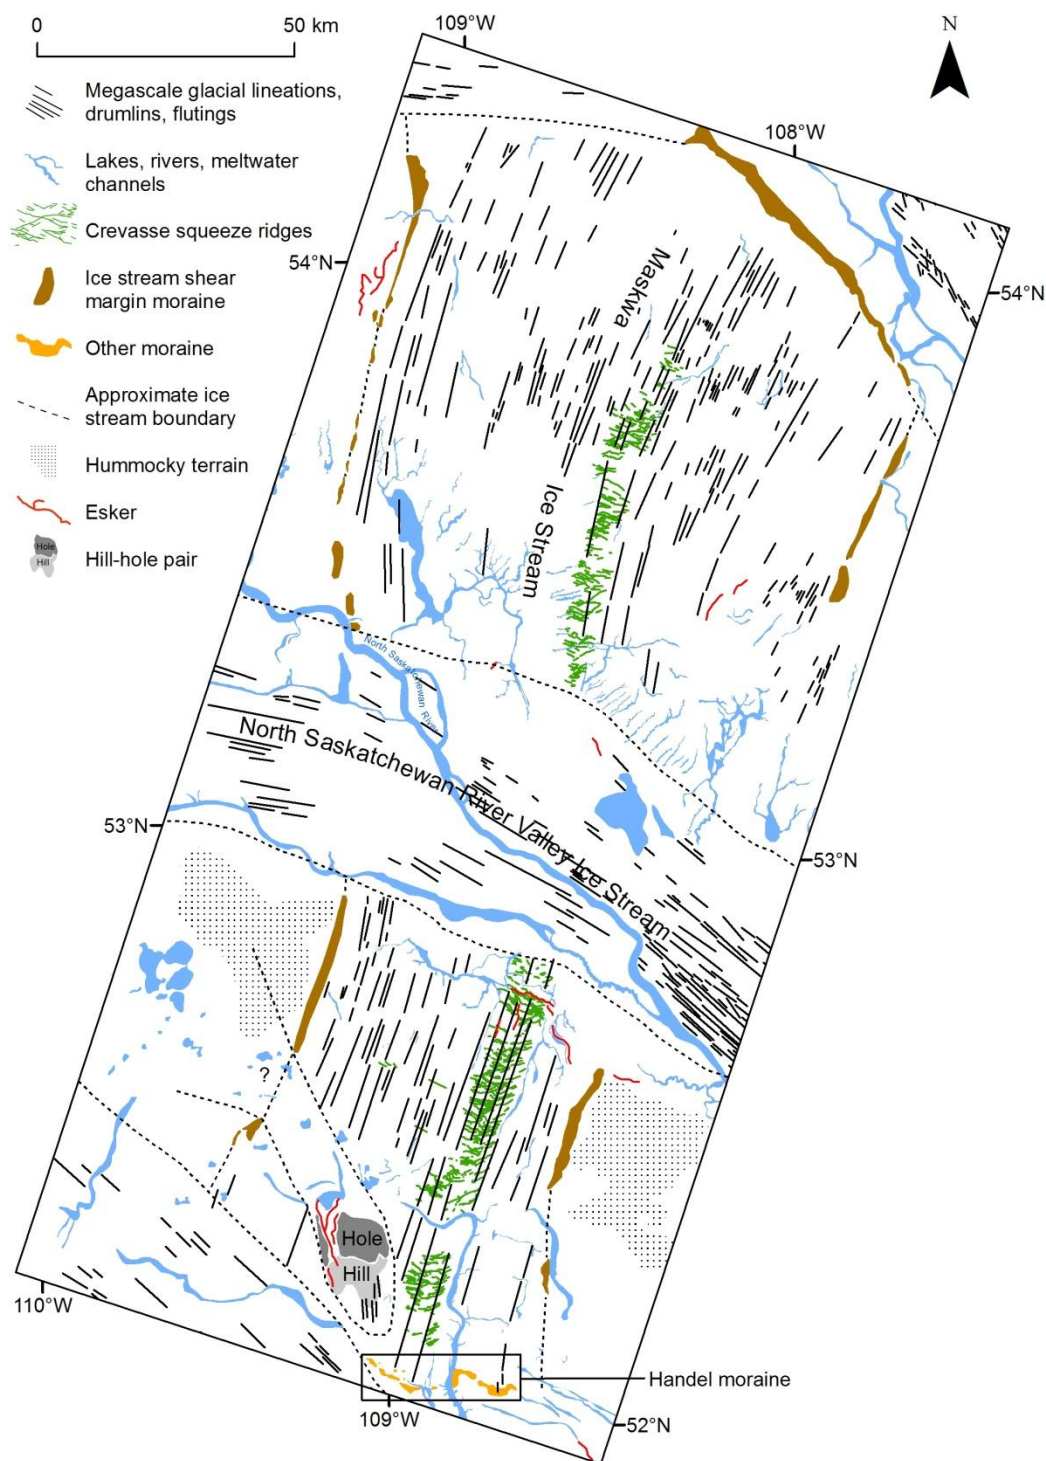 0 50 km
Megascale glacial lineations,
drumlins, flutings
Lakes, rivers, meltwater
channels
Crevasse squeeze ridges
Ice stream shear
margin moraine
Other moraine
Approximate ice
stream boundary
Hummocky terrain
Esker
Hole
Hill
Hill-hole pair
109°W
N
108°W
54°N
54°N
Maskwa
Ice Stream
North Saskatchewan River
North Saskatchewan River Valley Ice Stream
53°N
53°N
?
Hole
Hill
110°W
109°W
Handel moraine
52°N